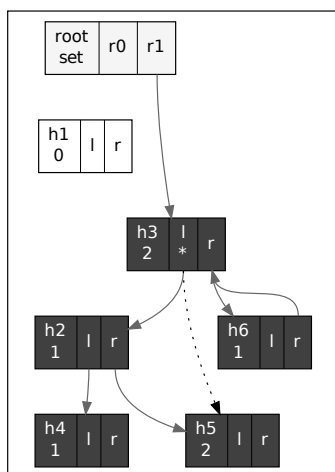 root set r0 r1
h1 0 l r
h3 2 l * r
h2 1 l r
h6 1 l r
h4 1 l r
h5 2 l r